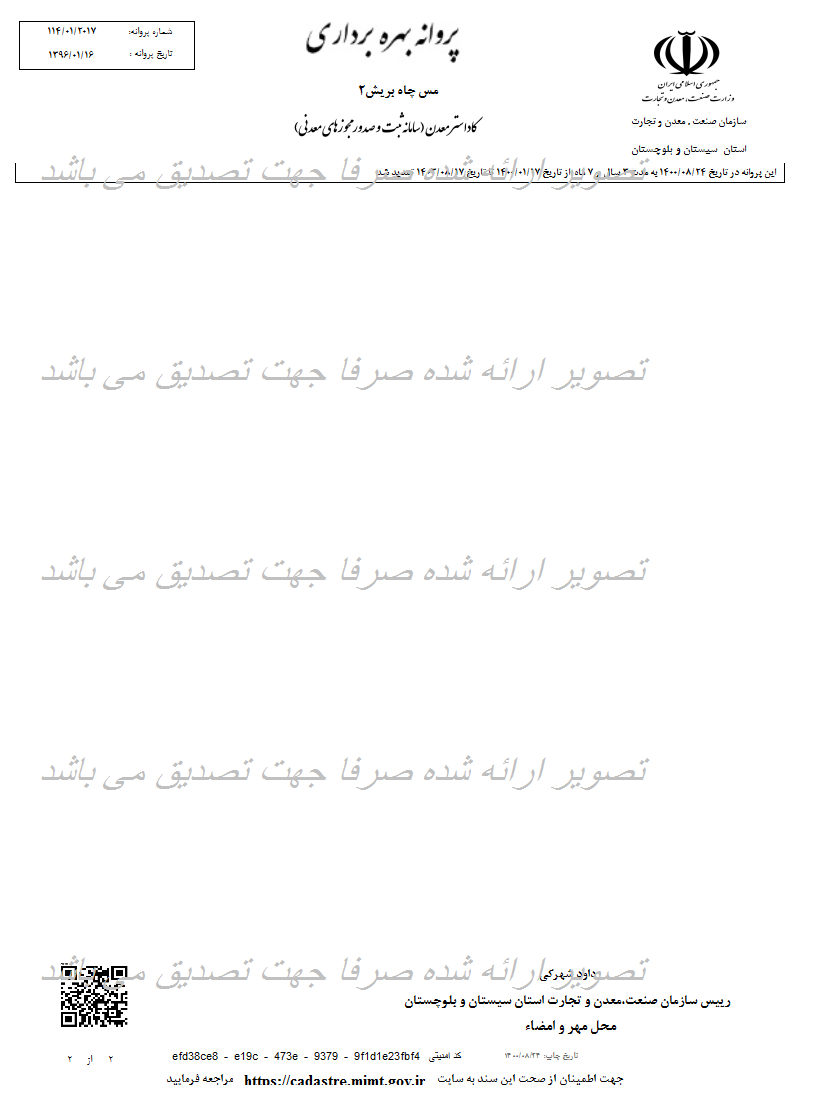 شماره پروانه: ۱۱۴/۰۱/۲۰۱۷
تاریخ پروانه : ۱۳۹۶/۰۱/۱۶
پروانه بهره برداری
مس چاه بریش۲
کاداستر معدن (سامانه ثبت و صدور مجوزهای معدنی)
جمهوری اسلامی ایران
وزارت صنعت، معدن و تجارت
سازمان صنعت ، معدن و تجارت
استان سیستان و بلوچستان
تصویر ارائه شده صرفا جهت تصدیق می باشد
این پروانه در تاریخ ۱۴۰۰/۰۸/۲۴ به مدت ۳ سال و ۷ ماه از تاریخ ۱۴۰۰/۰۱/۱۷ تا تاریخ ۱۴۰۳/۰۸/۱۷ تمدید شد
تصویر ارائه شده صرفا جهت تصدیق می باشد
تصویر ارائه شده صرفا جهت تصدیق می باشد
تصویر ارائه شده صرفا جهت تصدیق می باشد
تصویر ارائه شده صرفا جهت تصدیق می باشد
داود شهرکی
رییس سازمان صنعت،معدن و تجارت استان سیستان و بلوچستان
محل مهر و امضاء
تاریخ چاپ: ۱۴۰۰/۰۸/۲۴ کد امنیتی efd38ce8 - e19c - 473e - 9379 - 9f1d1e23fbf4
۲ از ۲
جهت اطمینان از صحت این سند به سایت https://cadastre.mimt.gov.ir مراجعه فرمایید